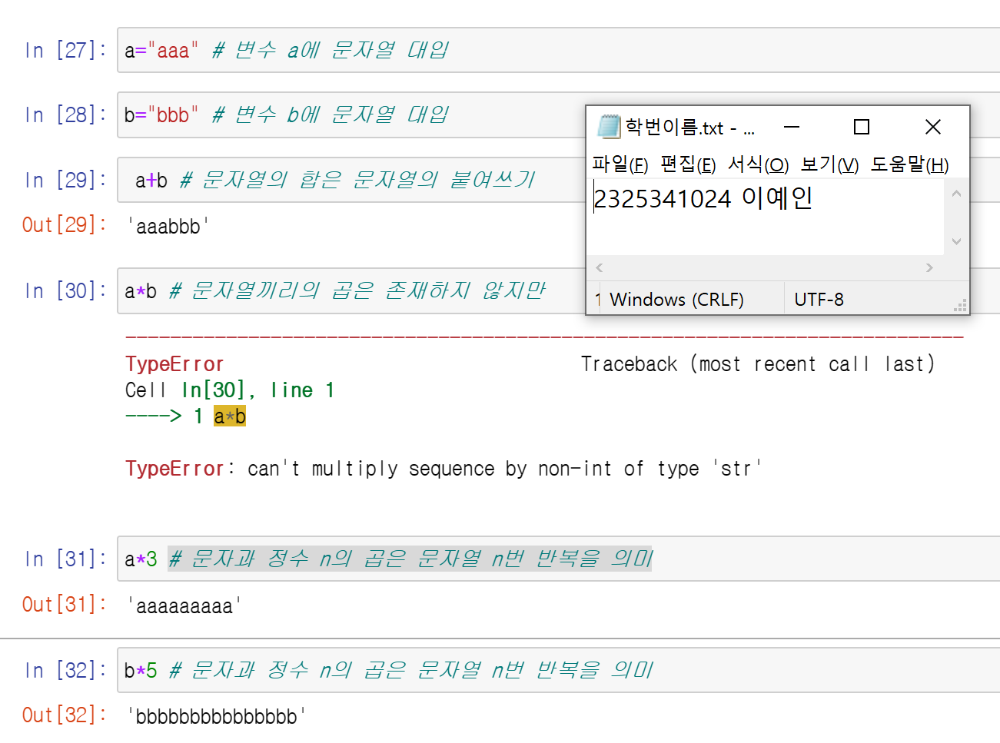 In [27]: a="aaa" # 변수 a에 문자열 대입
In [28]: b="bbb" # 변수 b에 문자열 대입
In [29]: a+b # 문자열의 합은 문자열의 붙여쓰기
Out[29]: 'aaabbb'
In [30]: a*b # 문자열끼리의 곱은 존재하지 않지만
학번이름.txt - ...
파일(F) 편집(E) 서식(O) 보기(V) 도움말(H)
2325341024 이예인
Windows (CRLF) UTF-8
---------------------------------------------------------------------------
TypeError Traceback (most recent call last)
Cell In[30], line 1
----> 1 a*b
TypeError: can't multiply sequence by non-int of type 'str'
In [31]: a*3 # 문자과 정수 n의 곱은 문자열 n번 반복을 의미
Out[31]: 'aaaaaaaaa'
In [32]: b*5 # 문자과 정수 n의 곱은 문자열 n번 반복을 의미
Out[32]: 'bbbbbbbbbbbbbbb'